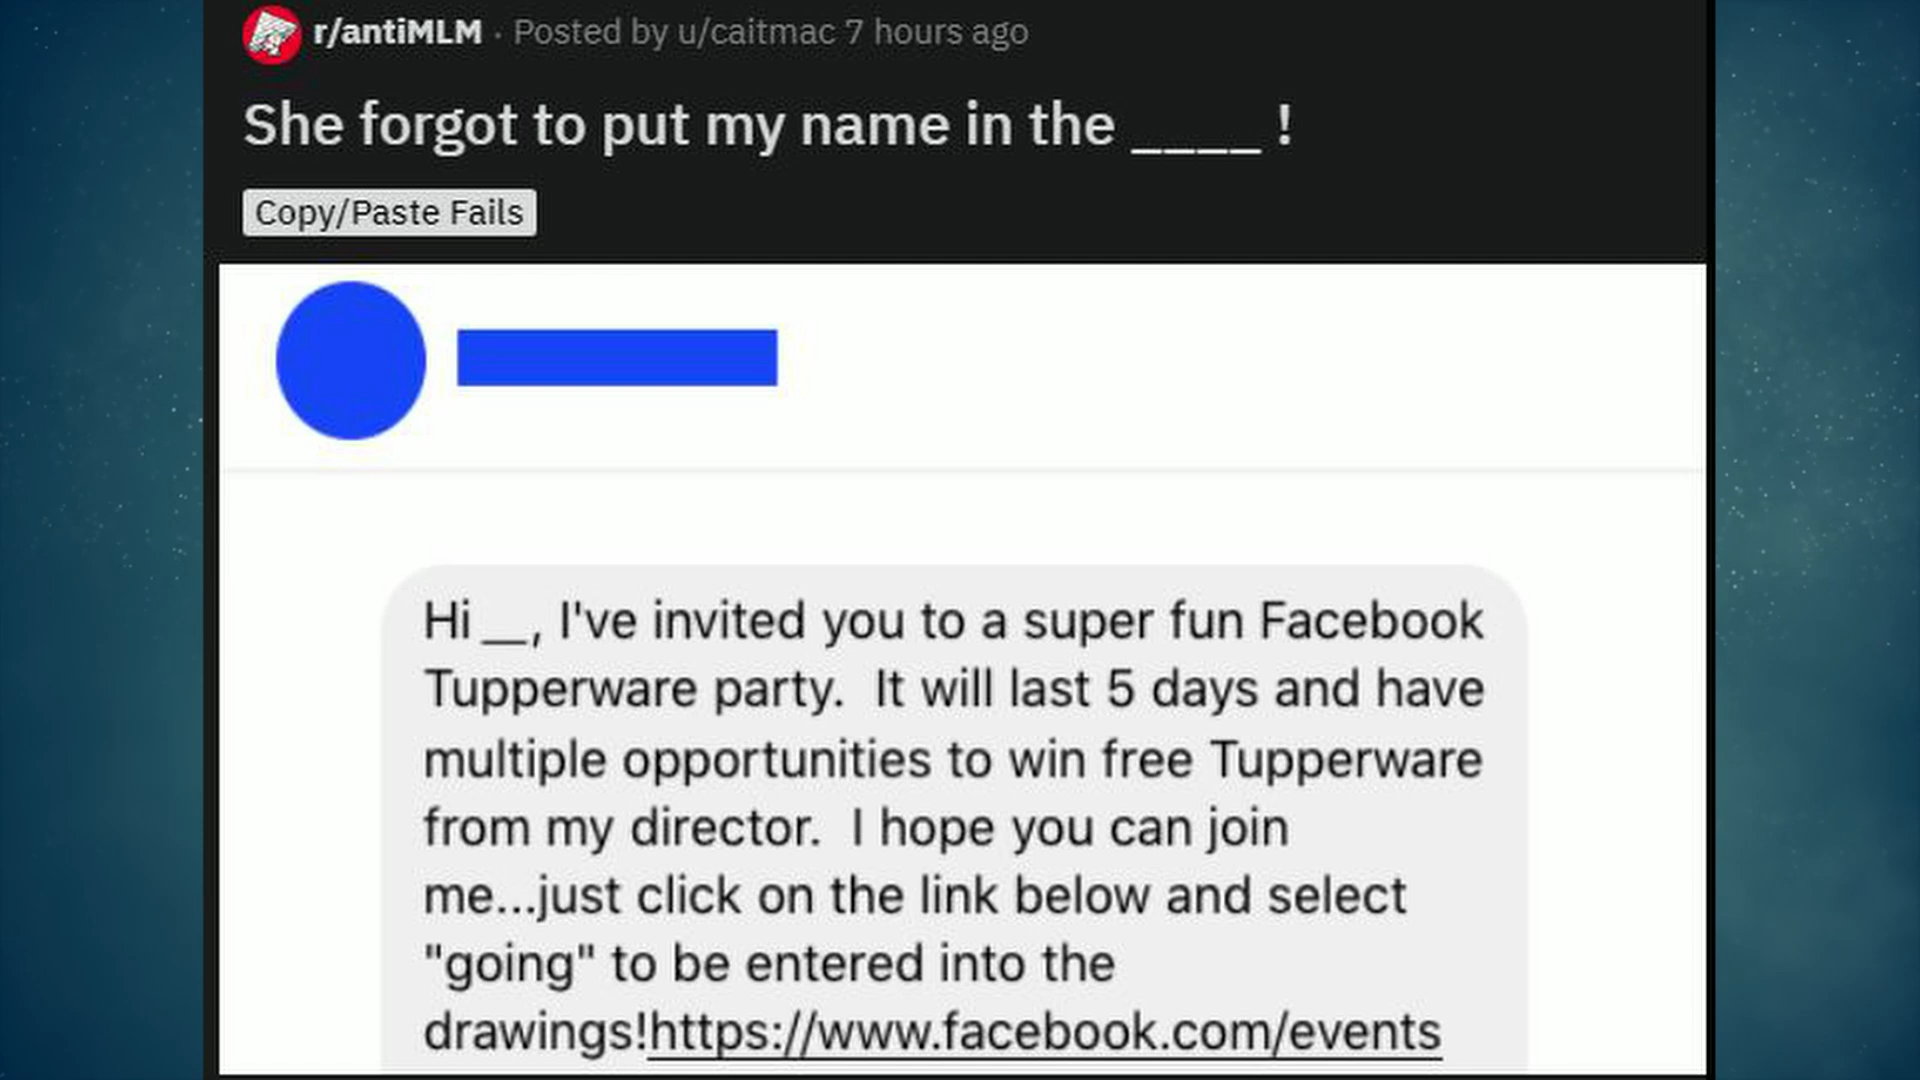 r/antiMLM · Posted by u/caitmac 7 hours ago
She forgot to put my name in the ____ !
Copy/Paste Fails
Hi __, I've invited you to a super fun Facebook
Tupperware party.  It will last 5 days and have
multiple opportunities to win free Tupperware
from my director.  I hope you can join
me...just click on the link below and select
"going" to be entered into the
drawings!https://www.facebook.com/events